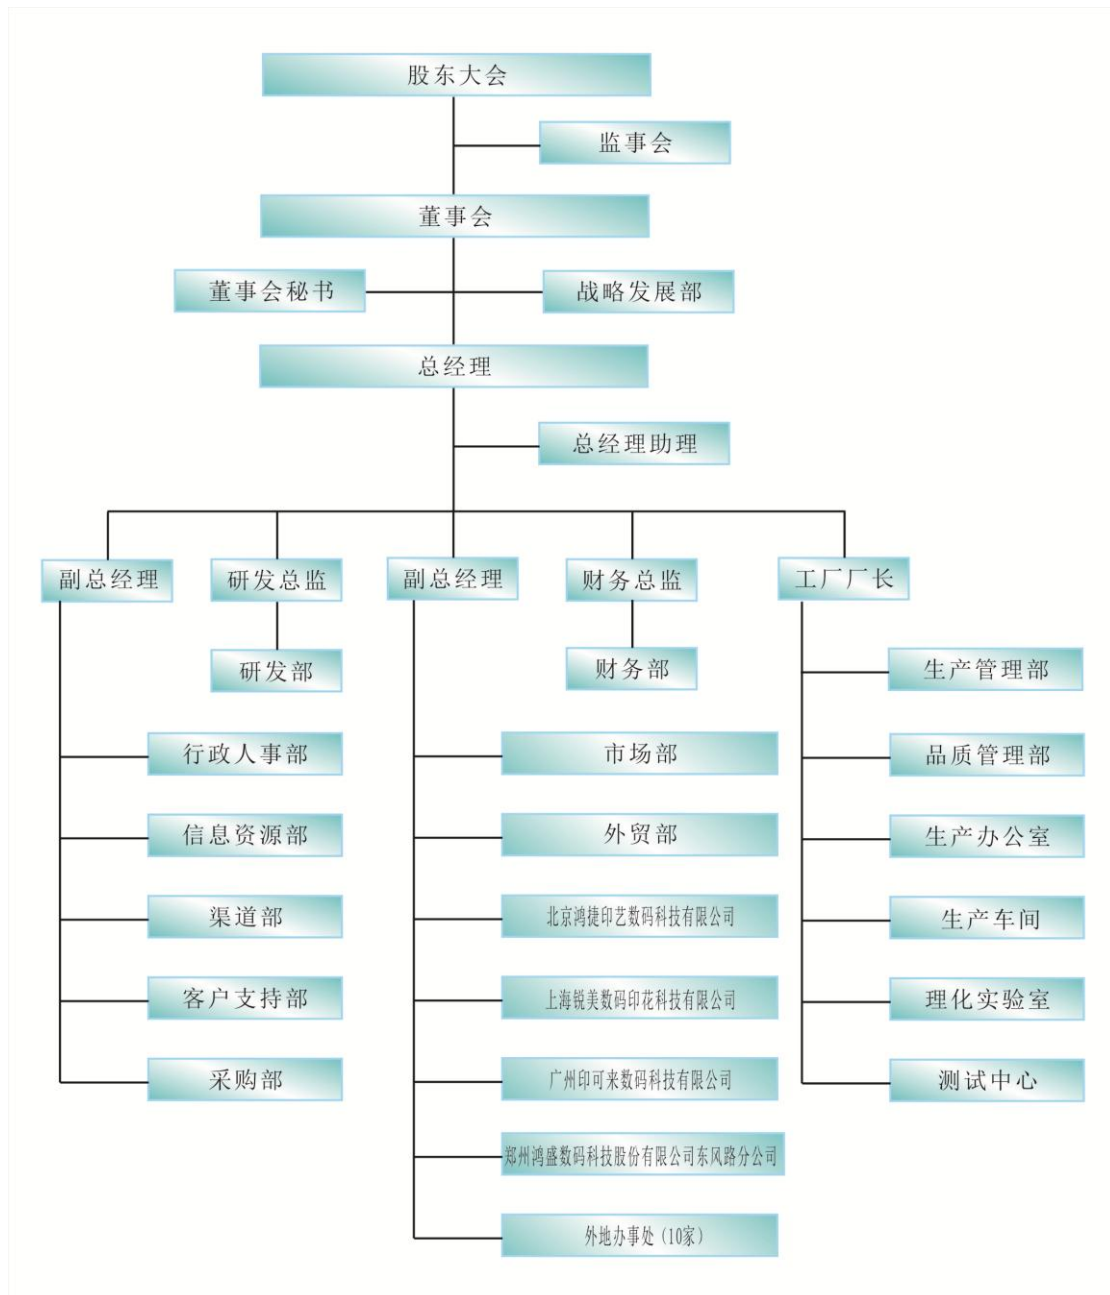 股东大会
监事会
董事会
董事会秘书
战略发展部
总经理
总经理助理
副总经理
研发总监
副总经理
财务总监
工厂厂长
研发部
财务部
生产管理部
行政人事部
市场部
品质管理部
信息资源部
外贸部
生产办公室
渠道部
北京鸿捷印艺数码科技有限公司
生产车间
客户支持部
上海锐美数码印花科技有限公司
理化实验室
采购部
广州印可来数码科技有限公司
测试中心
郑州鸿盛数码科技股份有限公司东风路分公司
外地办事处（10家）